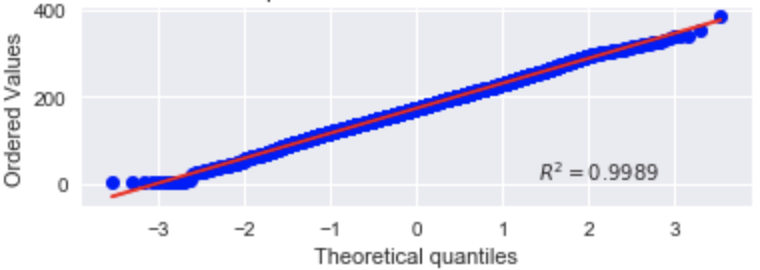 400
200
0
Ordered Values
R² = 0.9989
−3 −2 −1 0 1 2 3
Theoretical quantiles